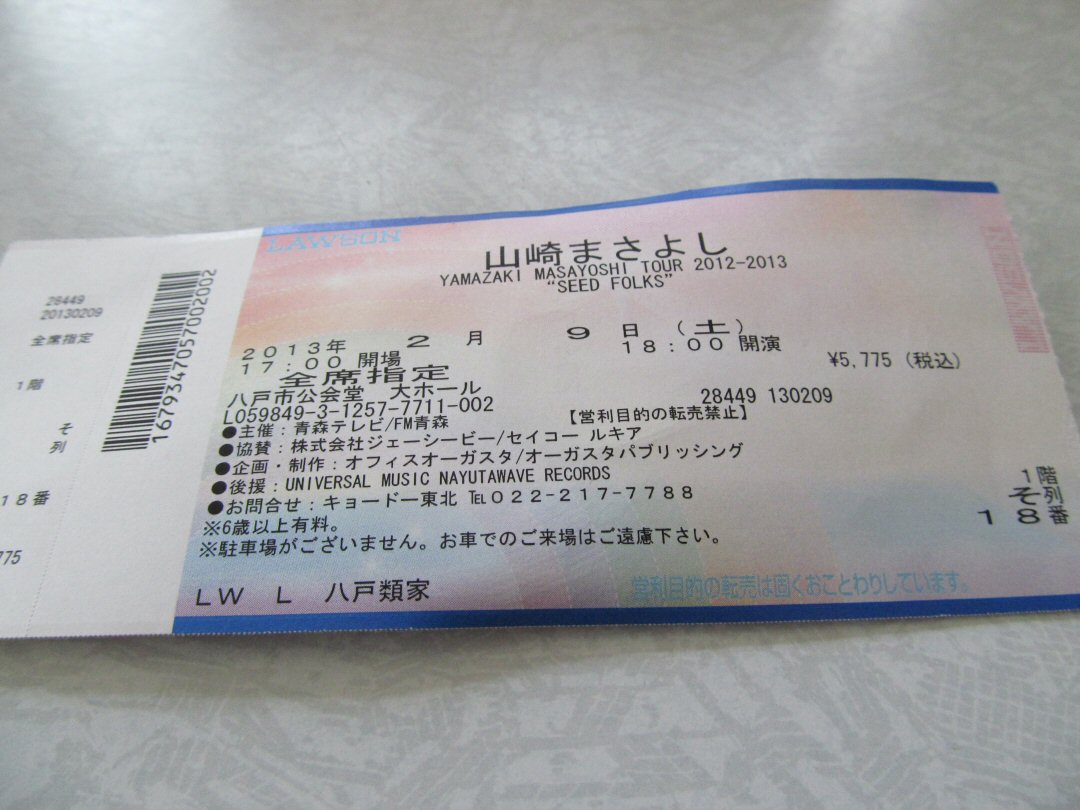 28449
20130209
全席指定
1階
そ
列
18番
775
1679347057002002
LAWSON
山崎まさよし
YAMAZAKI MASAYOSHI TOUR 2012-2013
“SEED FOLKS”
2013年 2月 9日(土)
17:00 開場 18:00 開演
全席指定 ¥5,775(税込)
八戸市公会堂 大ホール
L059849-3-1257-7711-002 28449 130209
●主催:青森テレビ/FM青森 【営利目的の転売禁止】
●協賛:株式会社ジェーシービー/セイコー ルキア
●企画・制作:オフィスオーガスタ/オーガスタパブリッシング
●後援:UNIVERSAL MUSIC NAYUTAWAVE RECORDS
●お問合せ:キョードー東北 ℡022-217-7788
※6歳以上有料。
※駐車場がございません。お車でのご来場はご遠慮下さい。
1階
そ列
18番
LW L 八戸類家
営利目的の転売は固くおことわりしています。